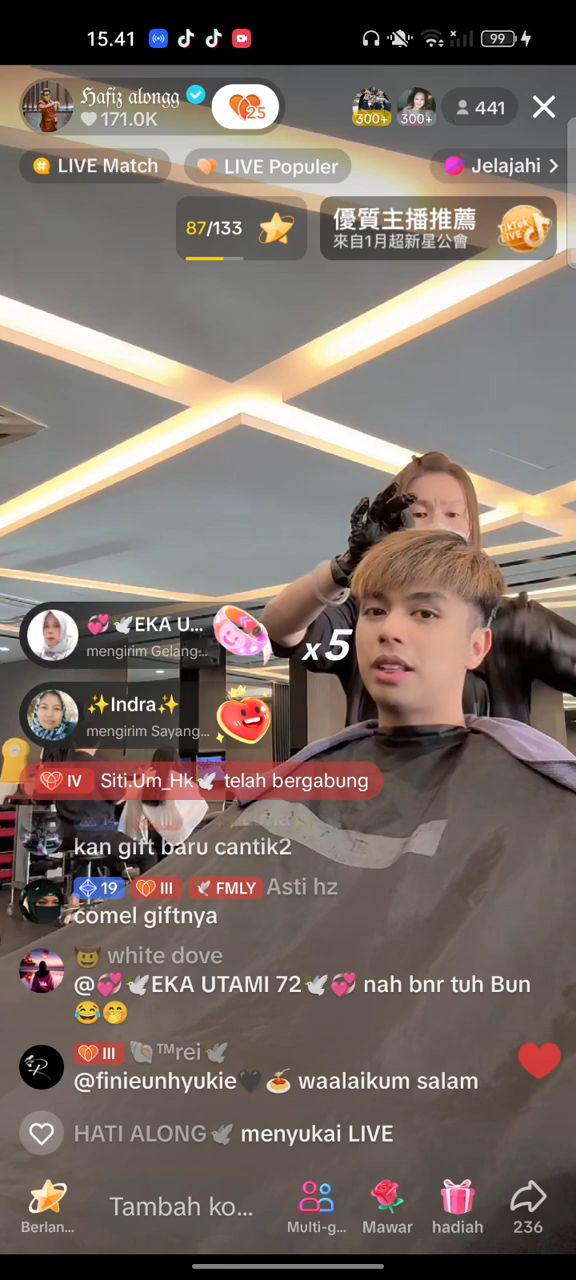 15.41
99
Hafiz alongg
171.0K
25
300+
300+
441
LIVE Match
LIVE Populer
Jelajahi
87/133
優質主播推薦
來自1月超新星公會
TikTok
LIVE
EKA U...
mengirim Gelang...
x5
✨Indra✨
mengirim Sayang...
IV Siti.Um_Hk🕊 telah bergabung
III
kan gift baru cantik2
19 III FMLY Asti hz
comel giftnya
🤠 white dove
@💞🕊EKA UTAMI 72🕊💞 nah bnr tuh Bun
😂🤭
III 🐚™rei🕊
@finieunhyukie🖤🍝 waalaikum salam
HATI ALONG🕊 menyukai LIVE
Berlan...
Tambah ko...
Multi-g...
Mawar
hadiah
236